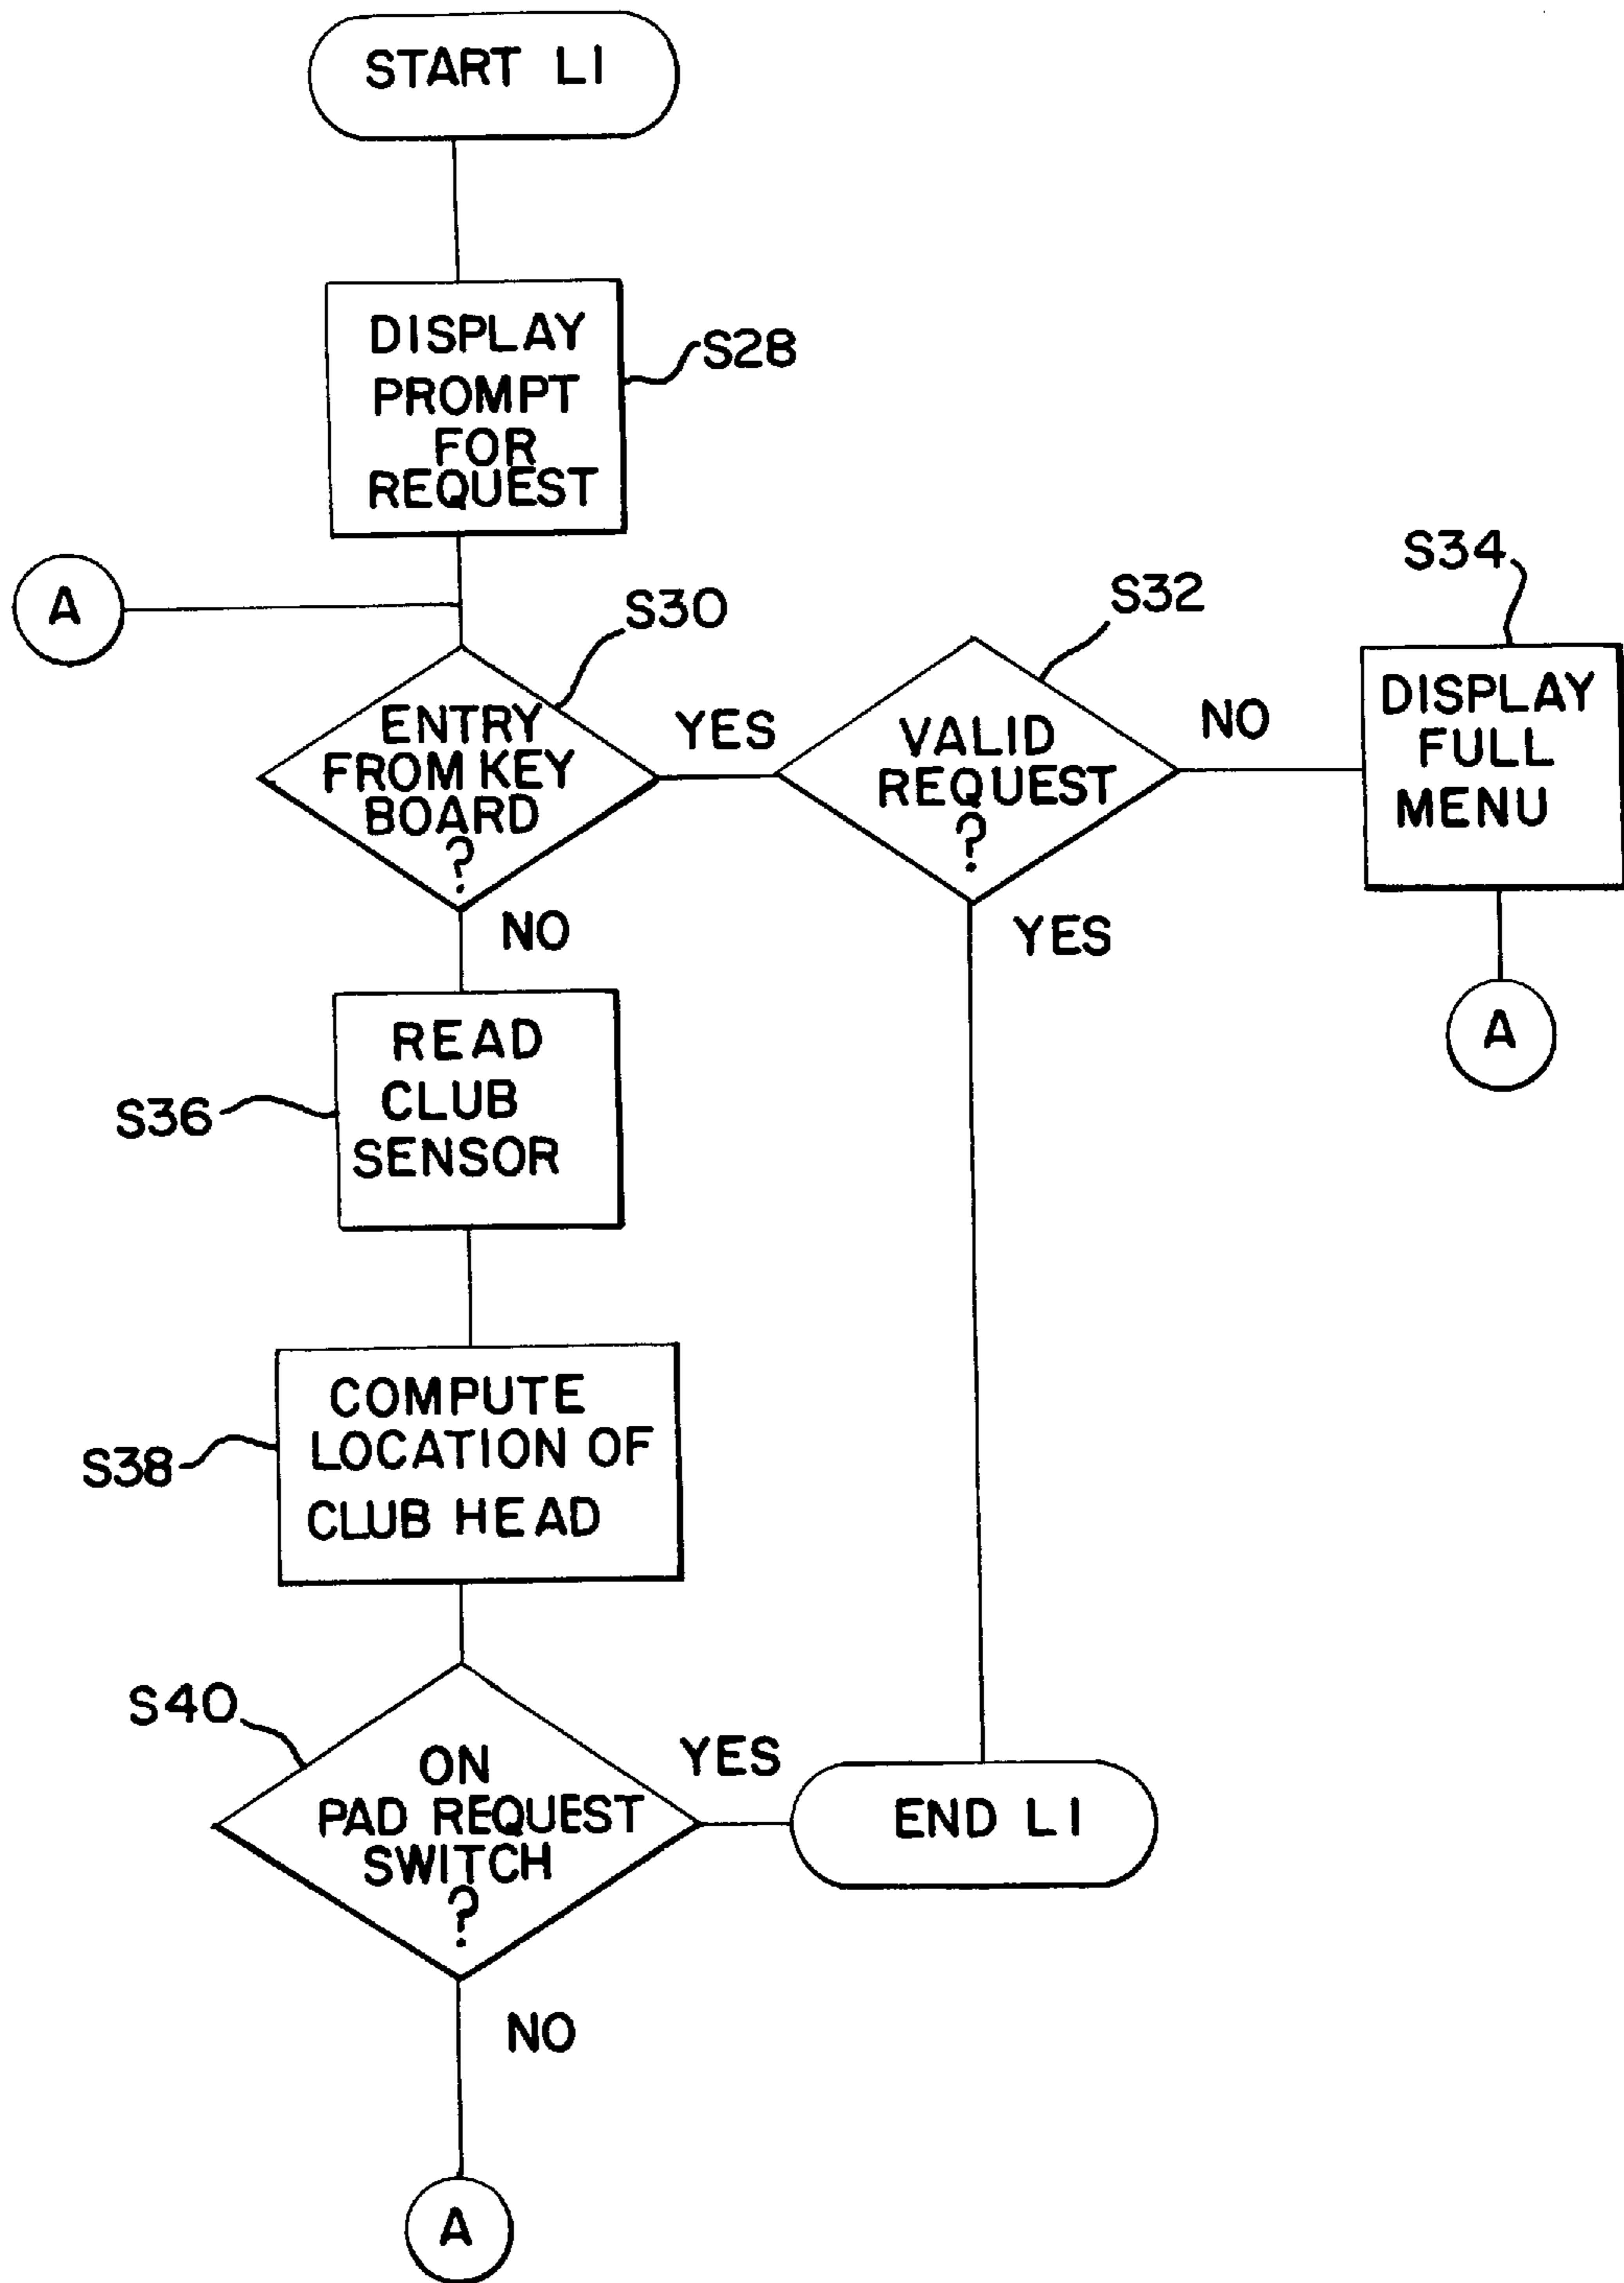 START L1
DISPLAY
PROMPT
FOR
REQUEST
S28
A
S30
ENTRY
FROM KEY
BOARD
?
YES
NO
S32
VALID
REQUEST
?
NO
YES
S34
DISPLAY
FULL
MENU
A
S36
READ
CLUB
SENSOR
S38
COMPUTE
LOCATION OF
CLUB HEAD
S40
ON
PAD REQUEST
SWITCH
?
YES
END L1
NO
A